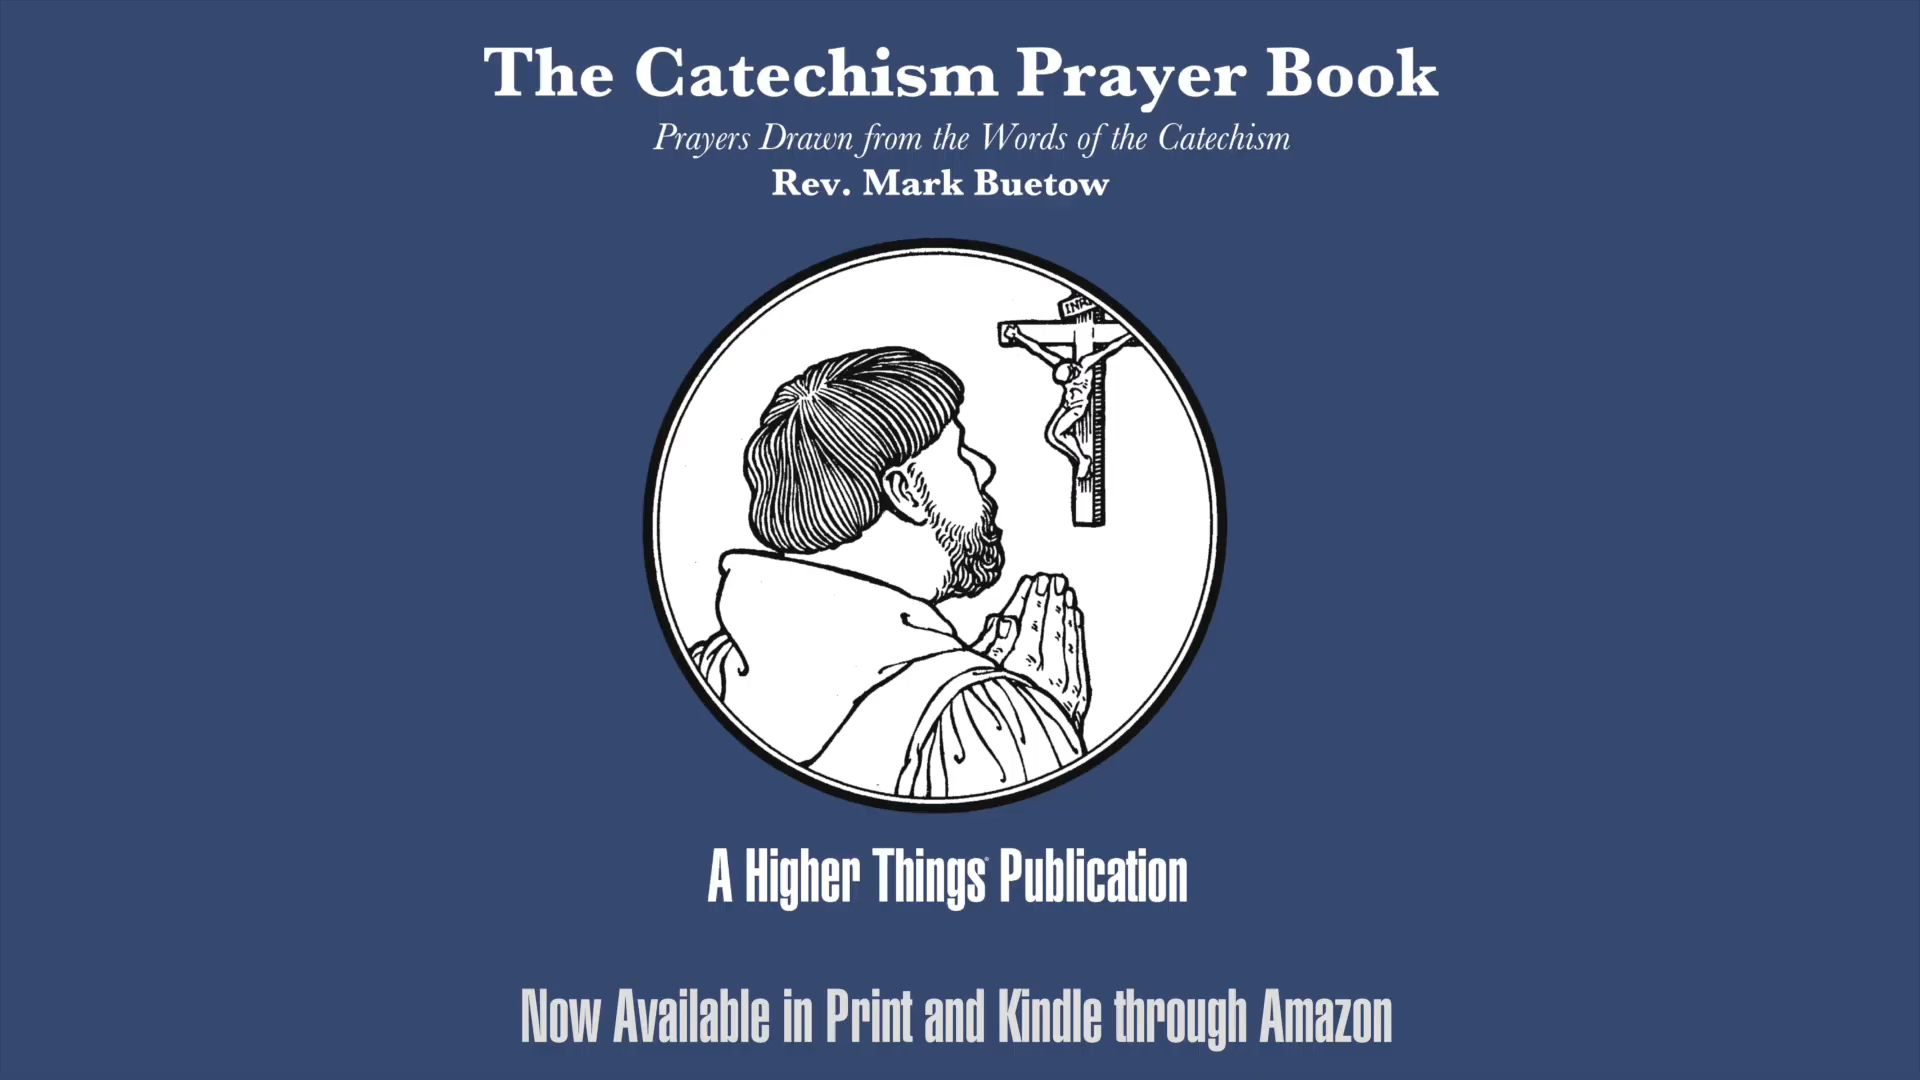 The Catechism Prayer Book
Prayers Drawn from the Words of the Catechism
Rev. Mark Buetow
INRI
A Higher Things® Publication
Now Available in Print and Kindle through Amazon